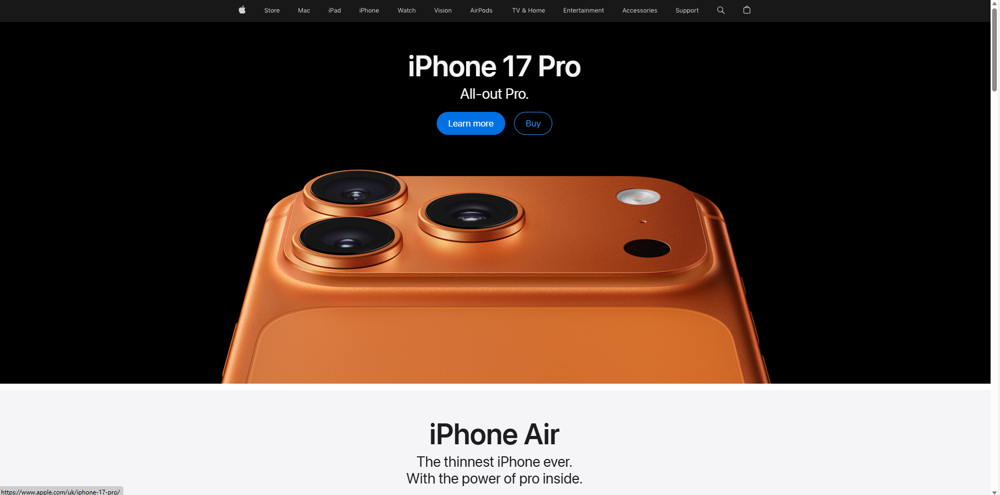 Store Mac iPad iPhone Watch Vision AirPods TV & Home Entertainment Accessories Support
iPhone 17 Pro
All-out Pro.
Learn more Buy
iPhone Air
The thinnest iPhone ever.
With the power of pro inside.
https://www.apple.com/uk/iphone-17-pro/